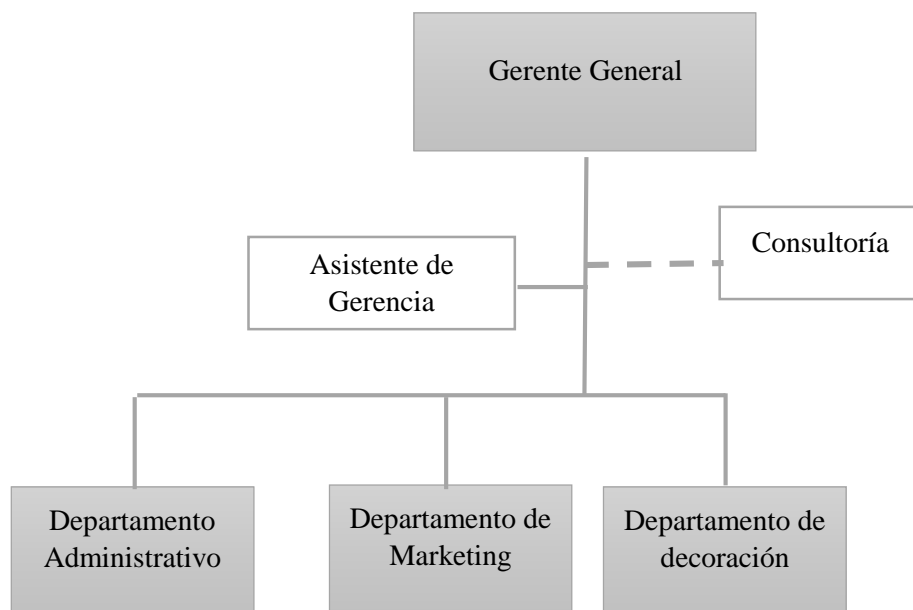 Gerente General
Consultoría
Asistente de
Gerencia
Departamento
Administrativo
Departamento de
Marketing
Departamento de
decoración